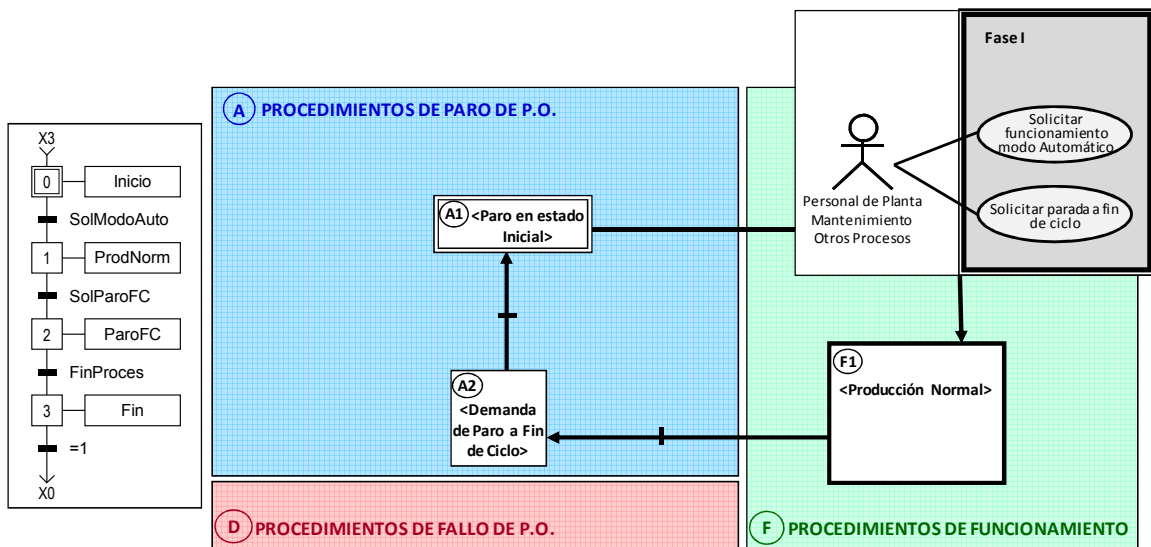 X3
0
Inicio
SolModoAuto
1
ProdNorm
SolParoFC
2
ParoFC
FinProces
3
Fin
=1
X0
A PROCEDIMIENTOS DE PARO DE P.O.
A1 <Paro en estado
Inicial>
A2
<Demanda
de Paro a Fin
de Ciclo>
D PROCEDIMIENTOS DE FALLO DE P.O.
Fase I
Solicitar
funcionamiento
modo Automático
Solicitar parada a fin
de ciclo
Personal de Planta
Mantenimiento
Otros Procesos
F1
<Producción Normal>
F PROCEDIMIENTOS DE FUNCIONAMIENTO